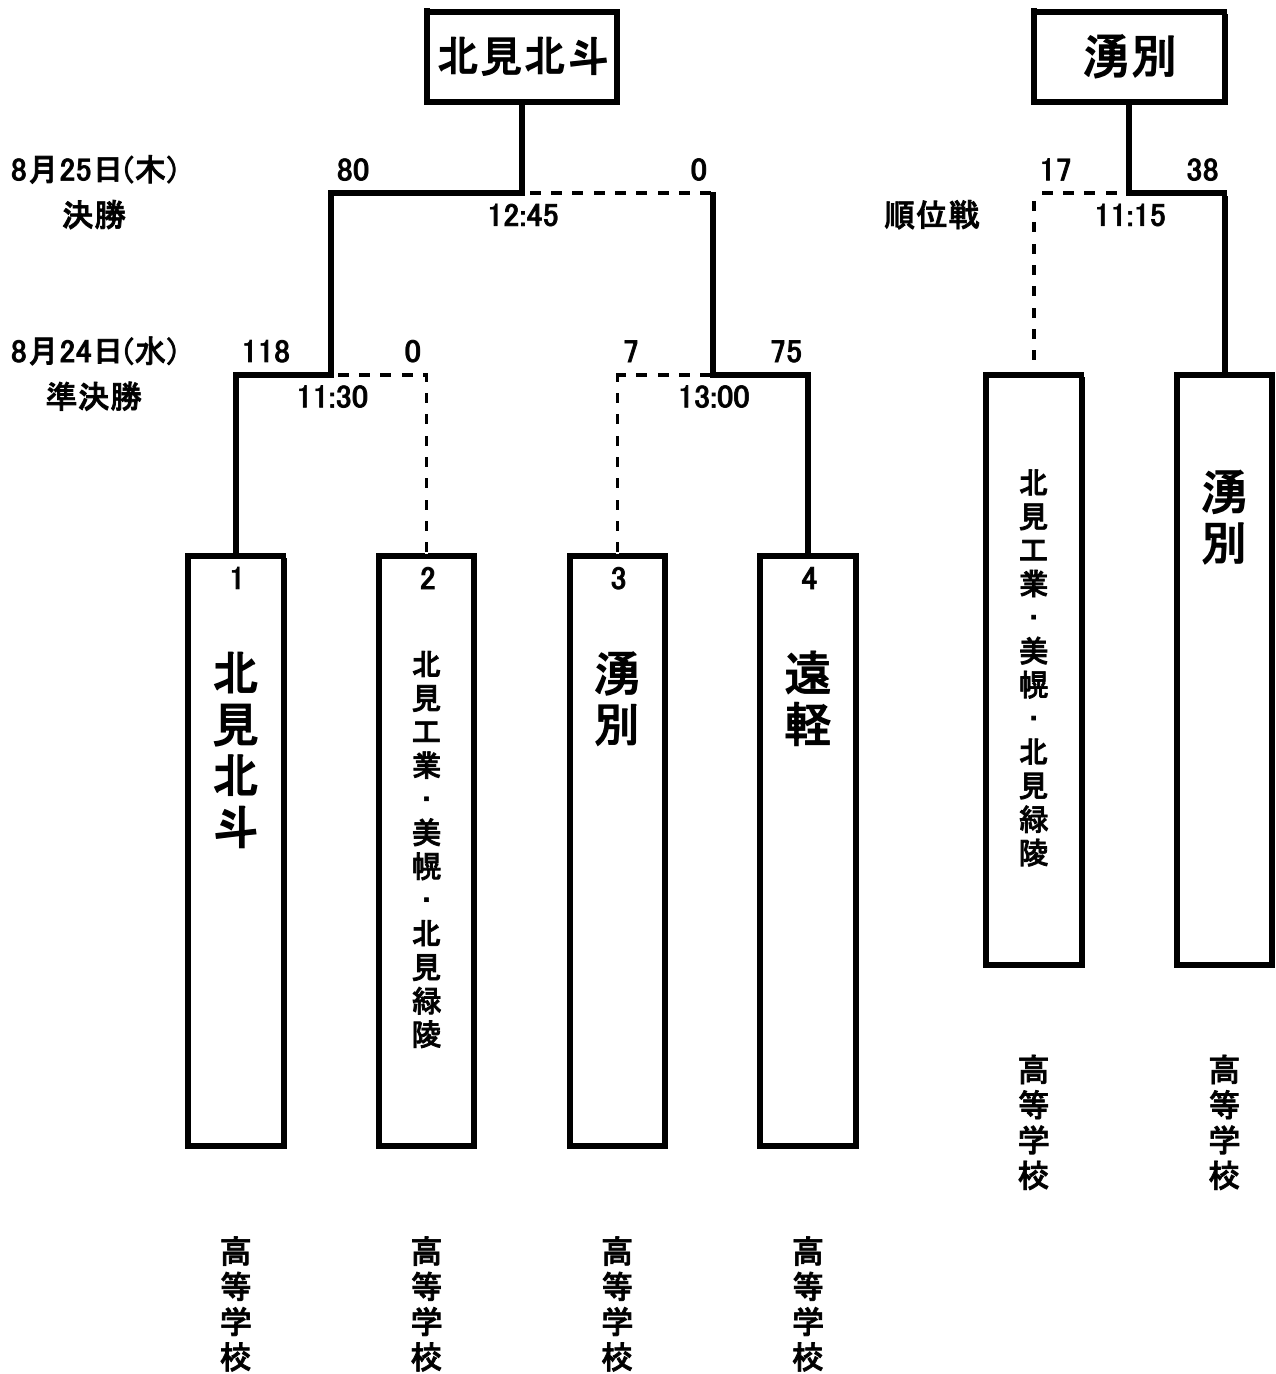 北見北斗
湧別
8月25日(木)
80
0
17
38
決勝
12:45
順位戦
11:15
8月24日(水)
118
0
7
75
準決勝
11:30
13:00
1
北見北斗
高等学校
2
北見工業・美幌・北見緑陵
高等学校
3
湧別
高等学校
4
遠軽
高等学校
北見工業・美幌・北見緑陵
高等学校
湧別
高等学校